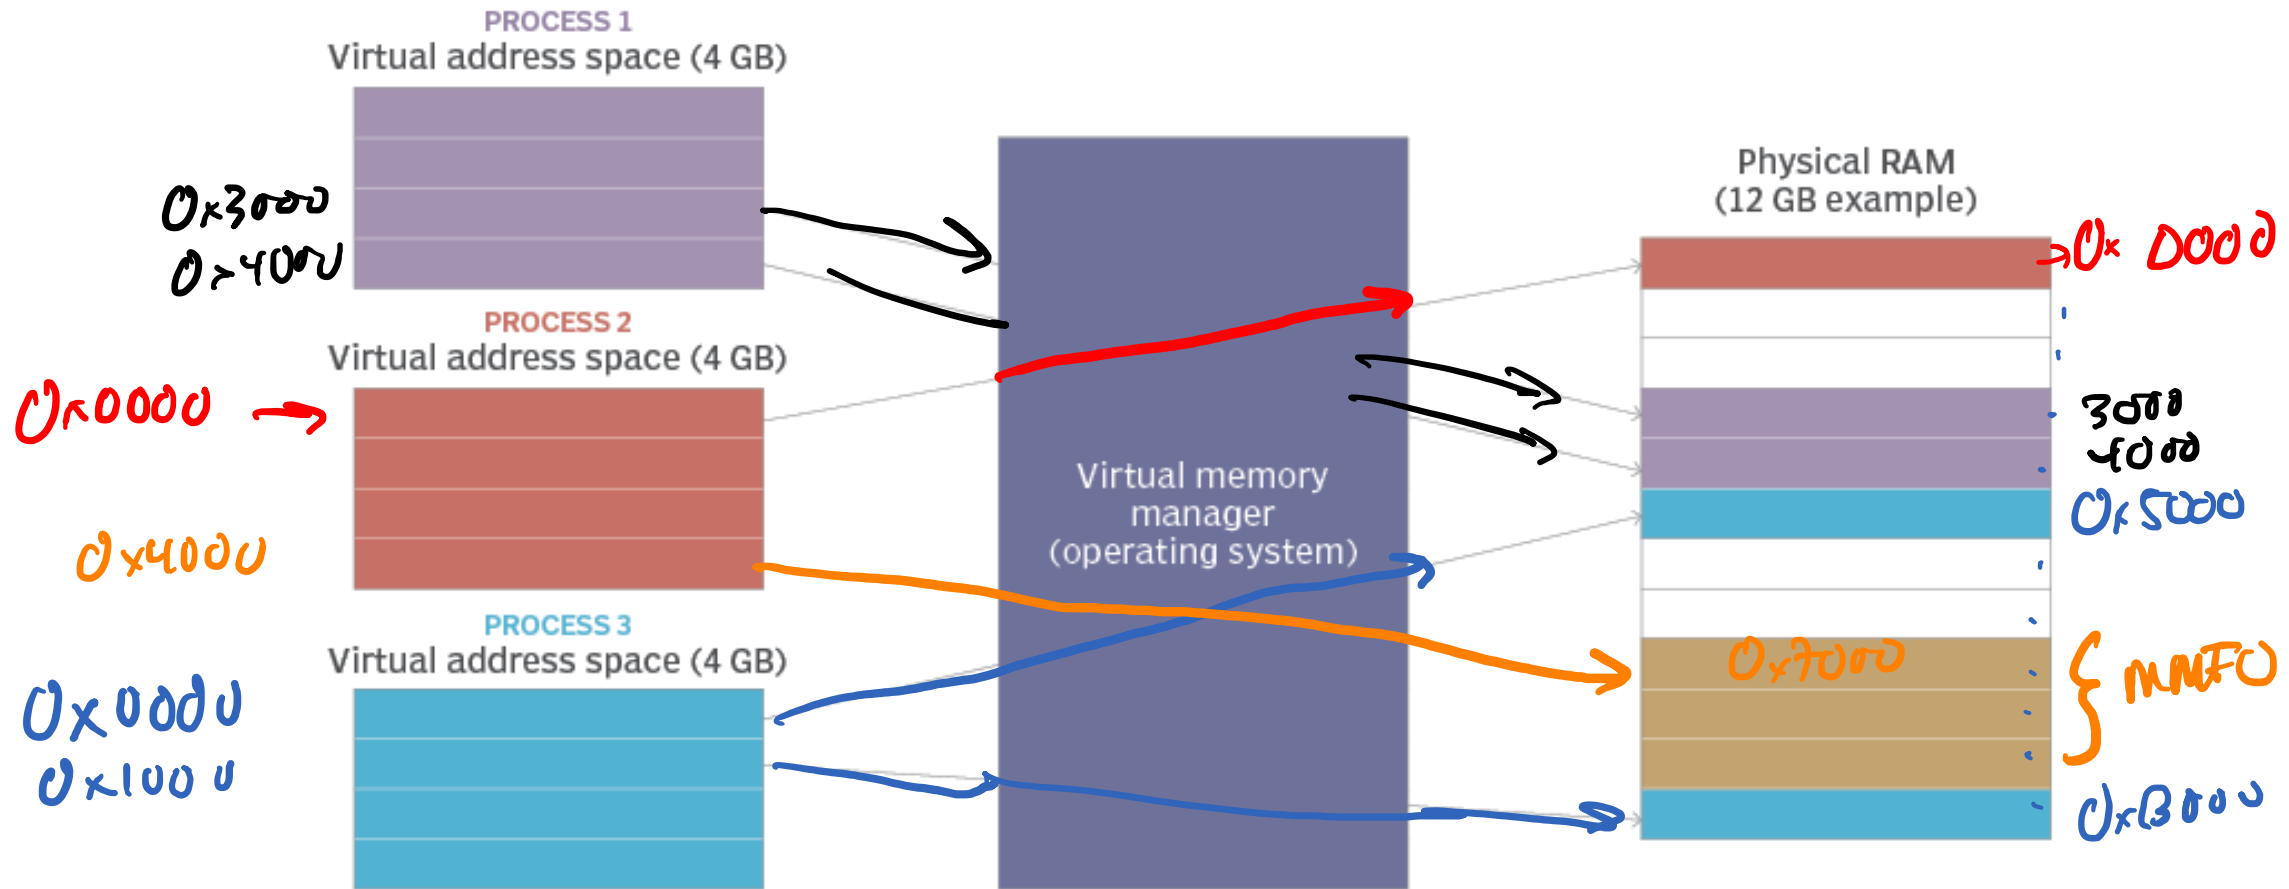 PROCESS 1
Virtual address space (4 GB)
0x3000
0x4000
PROCESS 2
Virtual address space (4 GB)
0x0000
0x4000
PROCESS 3
Virtual address space (4 GB)
0x0000
0x1000
Virtual memory
manager
(operating system)
Physical RAM
(12 GB example)
0x 0000
3000
4000
0x5000
0x7000
MMIO
0xB000